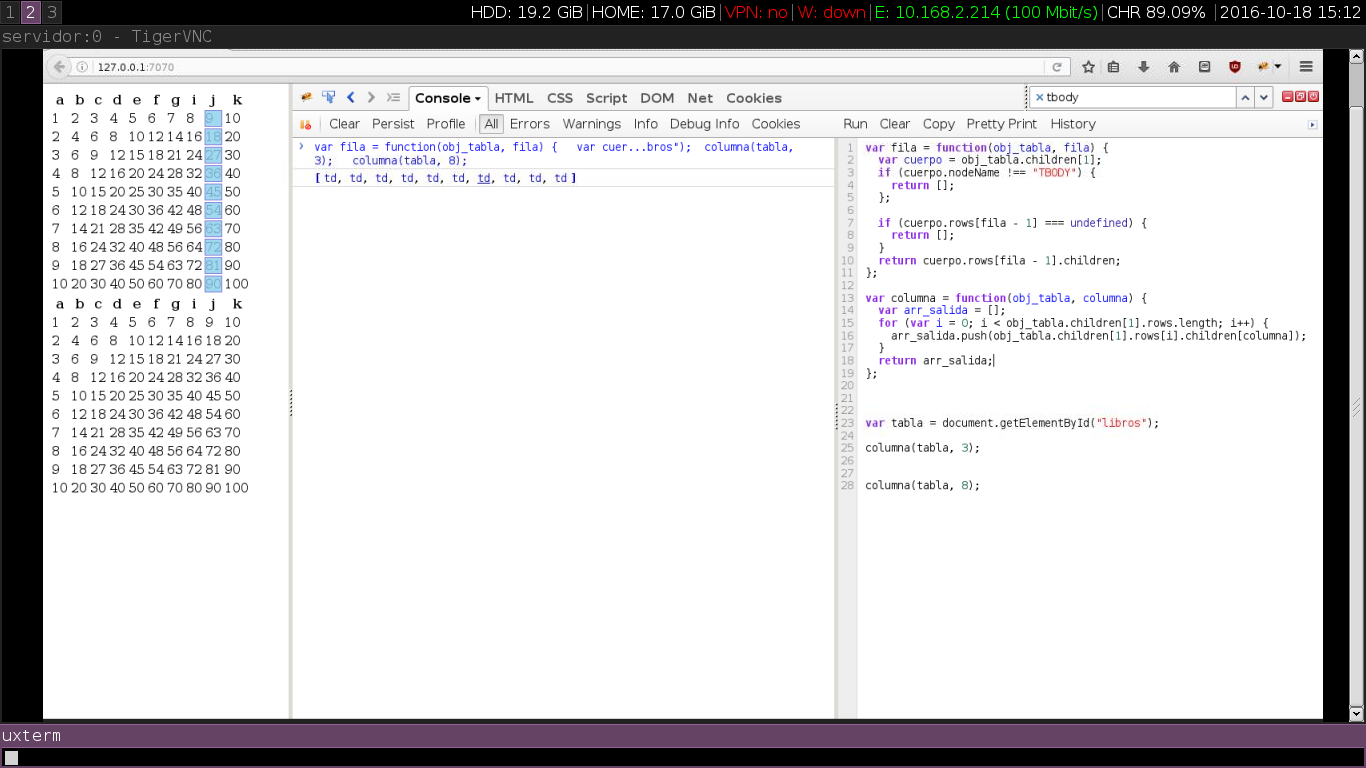 1 2 3 HDD: 19.2 GiB|HOME: 17.0 GiB|VPN: no|W: down|E: 10.168.2.214 (100 Mbit/s)|CHR 89.09% |2016-10-18 15:12
servidor:0 - TigerVNC
127.0.0.1:7070
a b c d e f g i j k
1 2 3 4 5 6 7 8 9 10
2 4 6 8 10 12 14 16 18 20
3 6 9 12 15 18 21 24 27 30
4 8 12 16 20 24 28 32 36 40
5 10 15 20 25 30 35 40 45 50
6 12 18 24 30 36 42 48 54 60
7 14 21 28 35 42 49 56 63 70
8 16 24 32 40 48 56 64 72 80
9 18 27 36 45 54 63 72 81 90
10 20 30 40 50 60 70 80 90 100
a b c d e f g i j k
1 2 3 4 5 6 7 8 9 10
2 4 6 8 10 12 14 16 18 20
3 6 9 12 15 18 21 24 27 30
4 8 12 16 20 24 28 32 36 40
5 10 15 20 25 30 35 40 45 50
6 12 18 24 30 36 42 48 54 60
7 14 21 28 35 42 49 56 63 70
8 16 24 32 40 48 56 64 72 80
9 18 27 36 45 54 63 72 81 90
10 20 30 40 50 60 70 80 90 100
Console HTML CSS Script DOM Net Cookies
tbody
Clear Persist Profile All Errors Warnings Info Debug Info Cookies
var fila = function(obj_tabla, fila) {   var cuer...bros");  columna(tabla,
3);   columna(tabla, 8);
[ td, td, td, td, td, td, td, td, td, td ]
Run Clear Copy Pretty Print History
1 var fila = function(obj_tabla, fila) {
2   var cuerpo = obj_tabla.children[1];
3   if (cuerpo.nodeName !== "TBODY") {
4     return [];
5   };
6
7   if (cuerpo.rows[fila - 1] === undefined) {
8     return [];
9   }
10   return cuerpo.rows[fila - 1].children;
11 };
12
13 var columna = function(obj_tabla, columna) {
14   var arr_salida = [];
15   for (var i = 0; i < obj_tabla.children[1].rows.length; i++) {
16     arr_salida.push(obj_tabla.children[1].rows[i].children[columna]);
17   }
18   return arr_salida;
19 };
20
21
22
23 var tabla = document.getElementById("libros");
24
25 columna(tabla, 3);
26
27
28 columna(tabla, 8);
uxterm